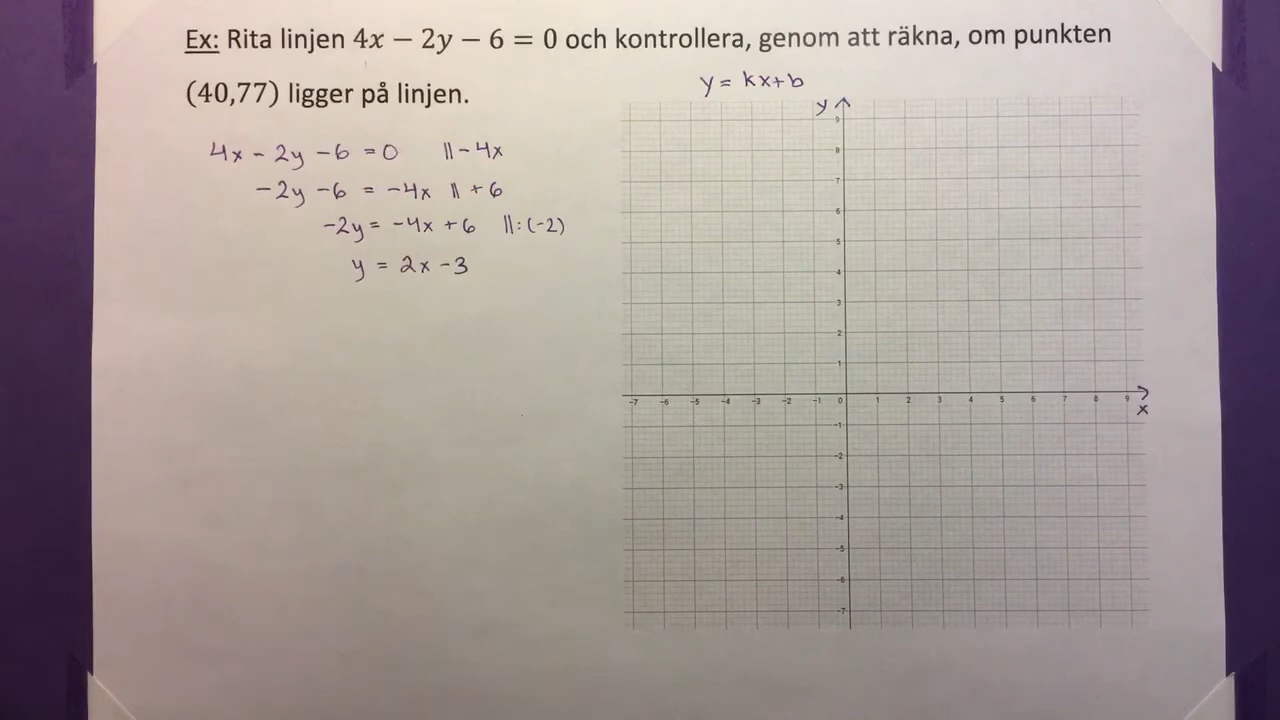 Ex: Rita linjen 4x − 2y − 6 = 0 och kontrollera, genom att räkna, om punkten
(40,77) ligger på linjen.
y = kx+b
4x - 2y - 6 = 0 || - 4x
-2y - 6 = -4x || + 6
-2y = -4x + 6 ||: (-2)
y = 2x - 3
y
9
8
7
6
5
4
3
2
1
-7 -6 -5 -4 -3 -2 -1 0 1 2 3 4 5 6 7 8 9
x
-1
-2
-3
-4
-5
-6
-7